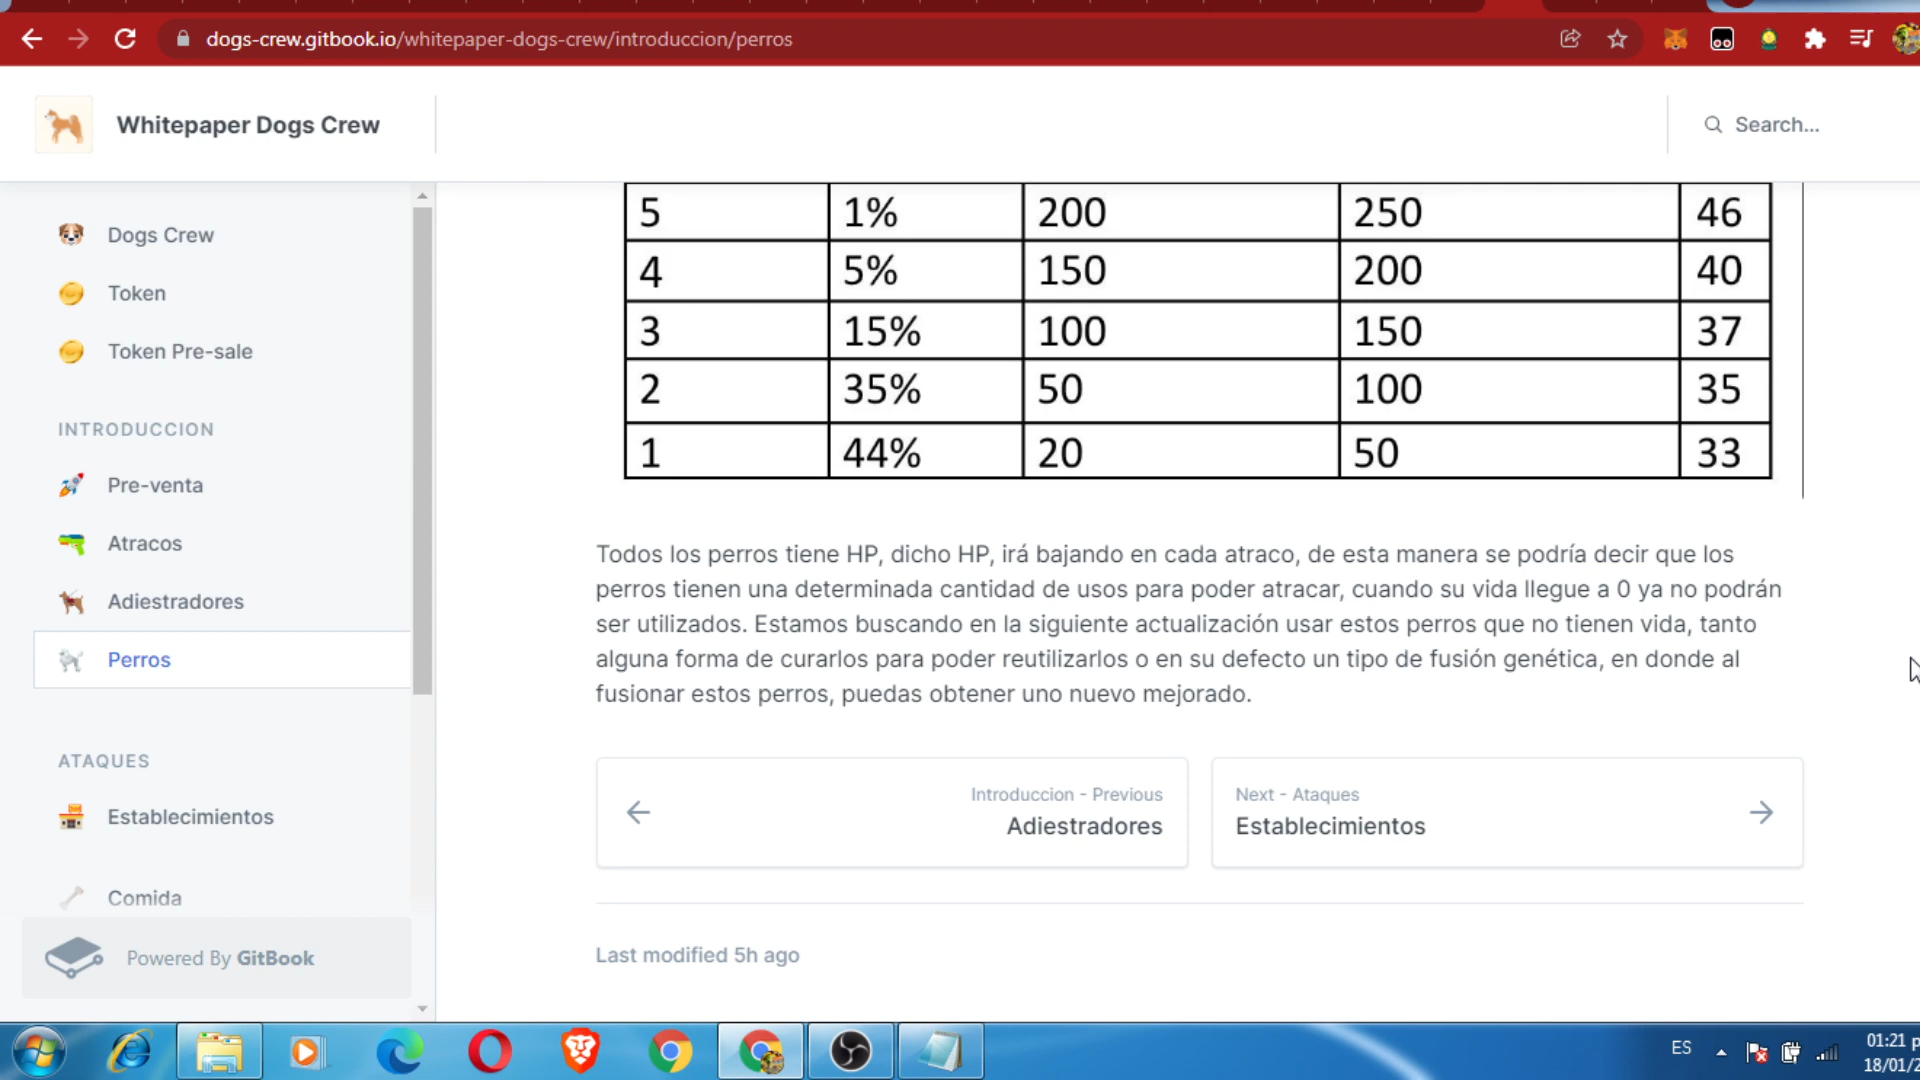 dogs-crew.gitbook.io/whitepaper-dogs-crew/introduccion/perros
Whitepaper Dogs Crew
Search...
Dogs Crew
Token
Token Pre-sale
INTRODUCCION
Pre-venta
Atracos
Adiestradores
Perros
ATAQUES
Establecimientos
Comida
Powered By GitBook
5 1% 200 250 46
4 5% 150 200 40
3 15% 100 150 37
2 35% 50 100 35
1 44% 20 50 33
Todos los perros tiene HP, dicho HP, irá bajando en cada atraco, de esta manera se podría decir que los
perros tienen una determinada cantidad de usos para poder atracar, cuando su vida llegue a 0 ya no podrán
ser utilizados. Estamos buscando en la siguiente actualización usar estos perros que no tienen vida, tanto
alguna forma de curarlos para poder reutilizarlos o en su defecto un tipo de fusión genética, en donde al
fusionar estos perros, puedas obtener uno nuevo mejorado.
Introduccion - Previous
Adiestradores
Next - Ataques
Establecimientos
Last modified 5h ago
ES
01:21 p
18/01/2